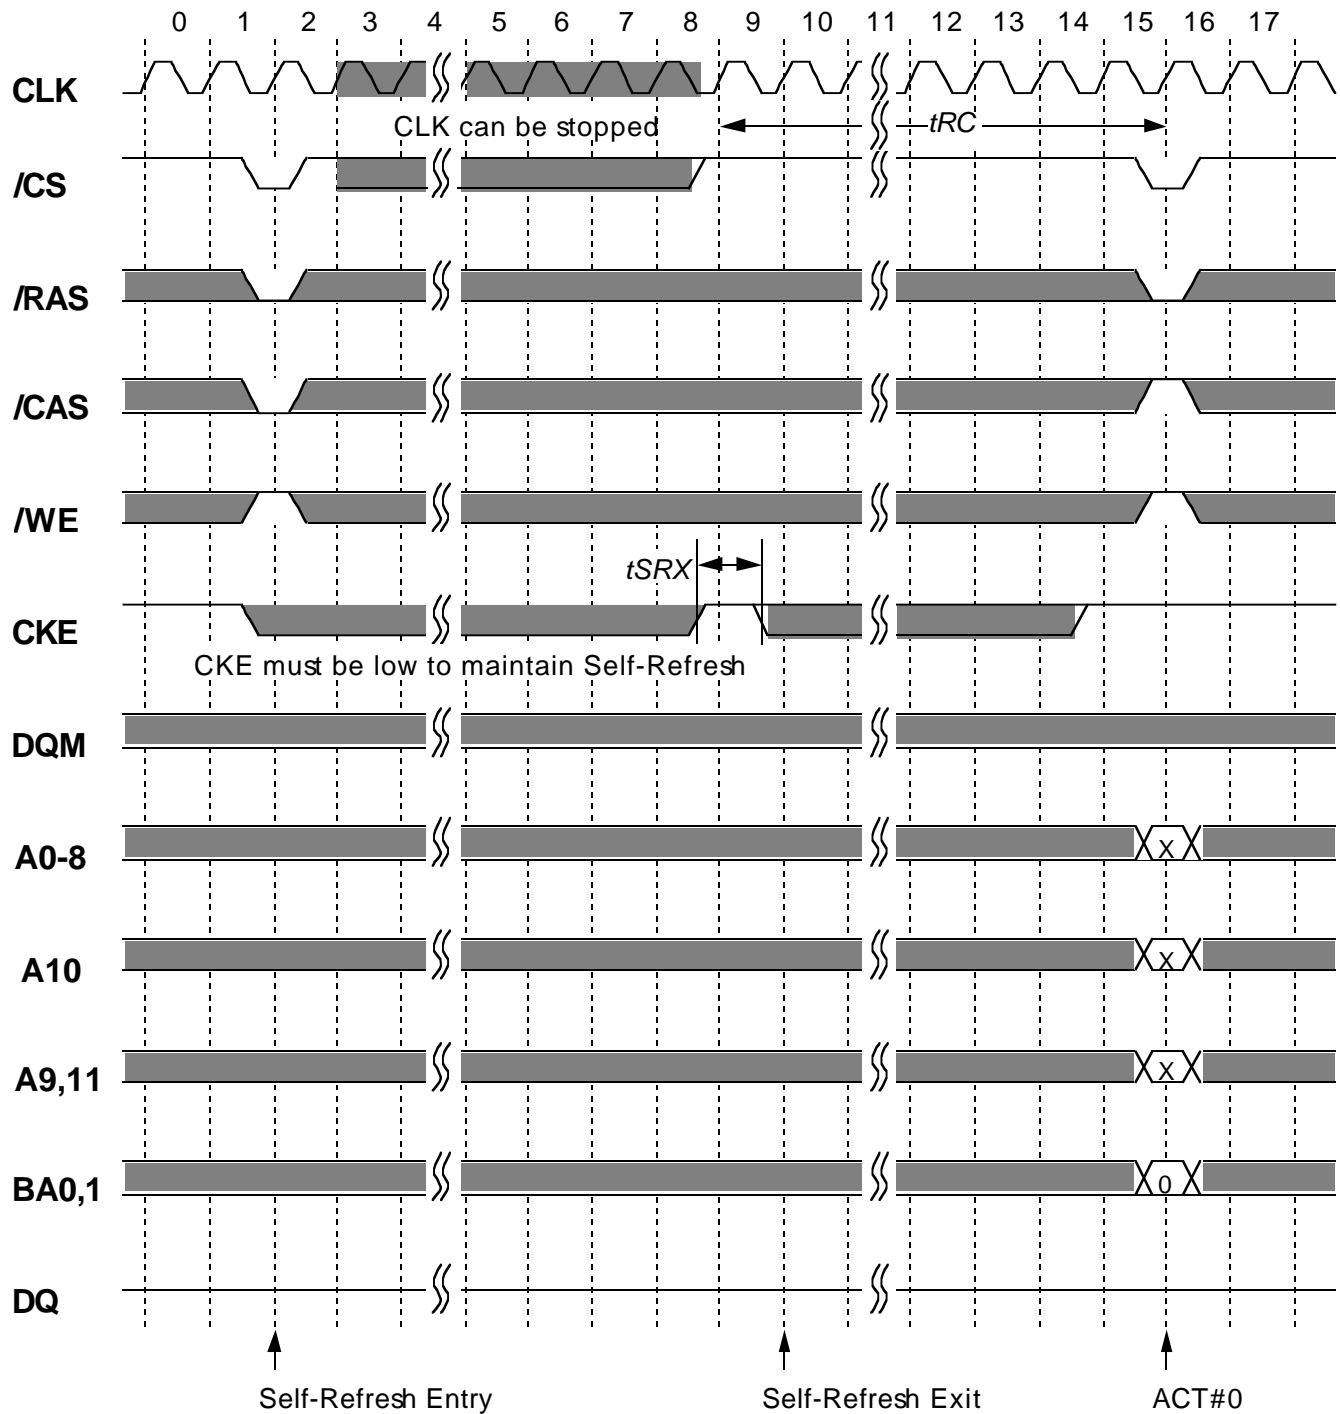 0 1 2 3 4 5 6 7 8 9 10 11 12 13 14 15 16 17
CLK
CLK can be stopped
tRC
/CS
/RAS
/CAS
/WE
tSRX
CKE
CKE must be low to maintain Self-Refresh
DQM
A0-8
X
A10
X
A9,11
X
BA0,1
0
DQ
Self-Refresh Entry
Self-Refresh Exit
ACT#0